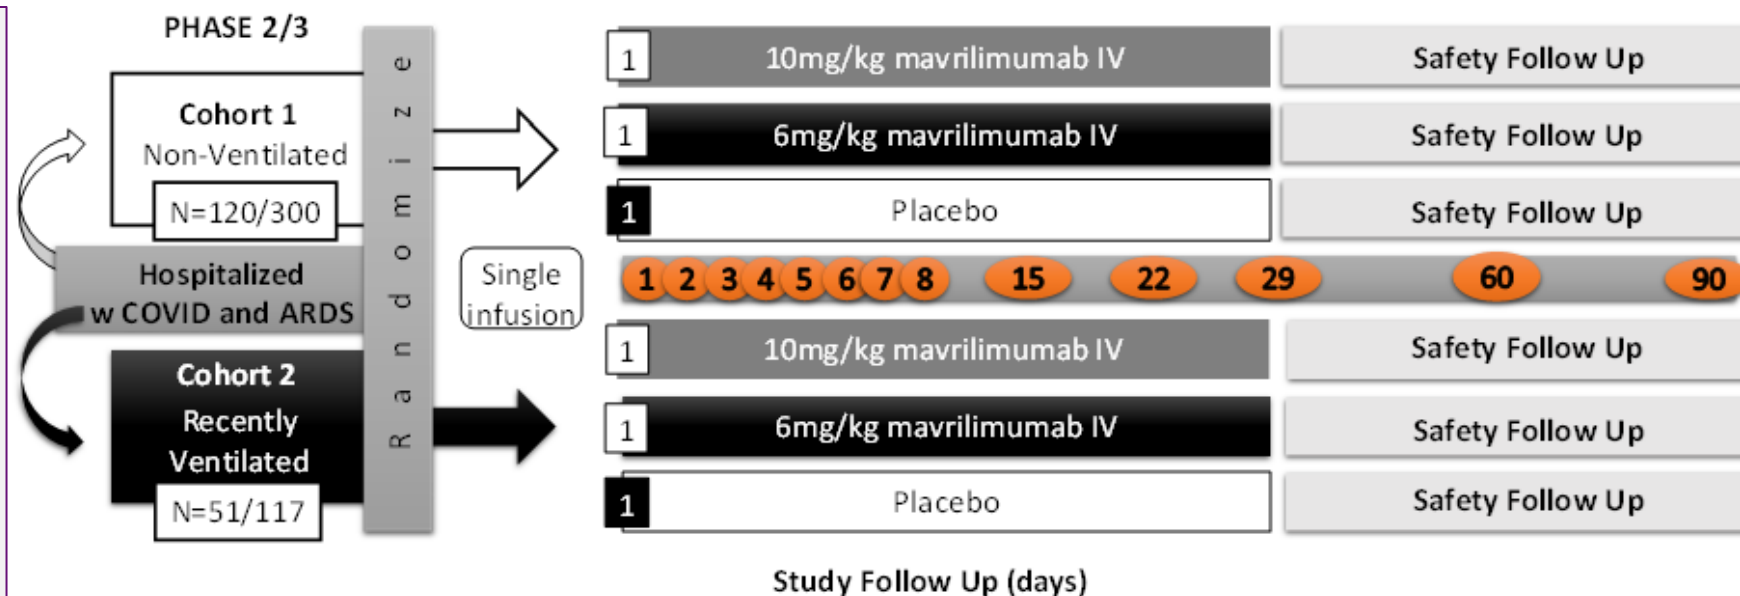 PHASE 2/3
Cohort 1
Non-Ventilated
N=120/300
Hospitalized
w COVID and ARDS
Cohort 2
Recently
Ventilated
N=51/117
Randomize
Single
infusion
1 10mg/kg mavrilimumab IV Safety Follow Up
1 6mg/kg mavrilimumab IV Safety Follow Up
1 Placebo Safety Follow Up
1 2 3 4 5 6 7 8 15 22 29 60 90
1 10mg/kg mavrilimumab IV Safety Follow Up
1 6mg/kg mavrilimumab IV Safety Follow Up
1 Placebo Safety Follow Up
Study Follow Up (days)